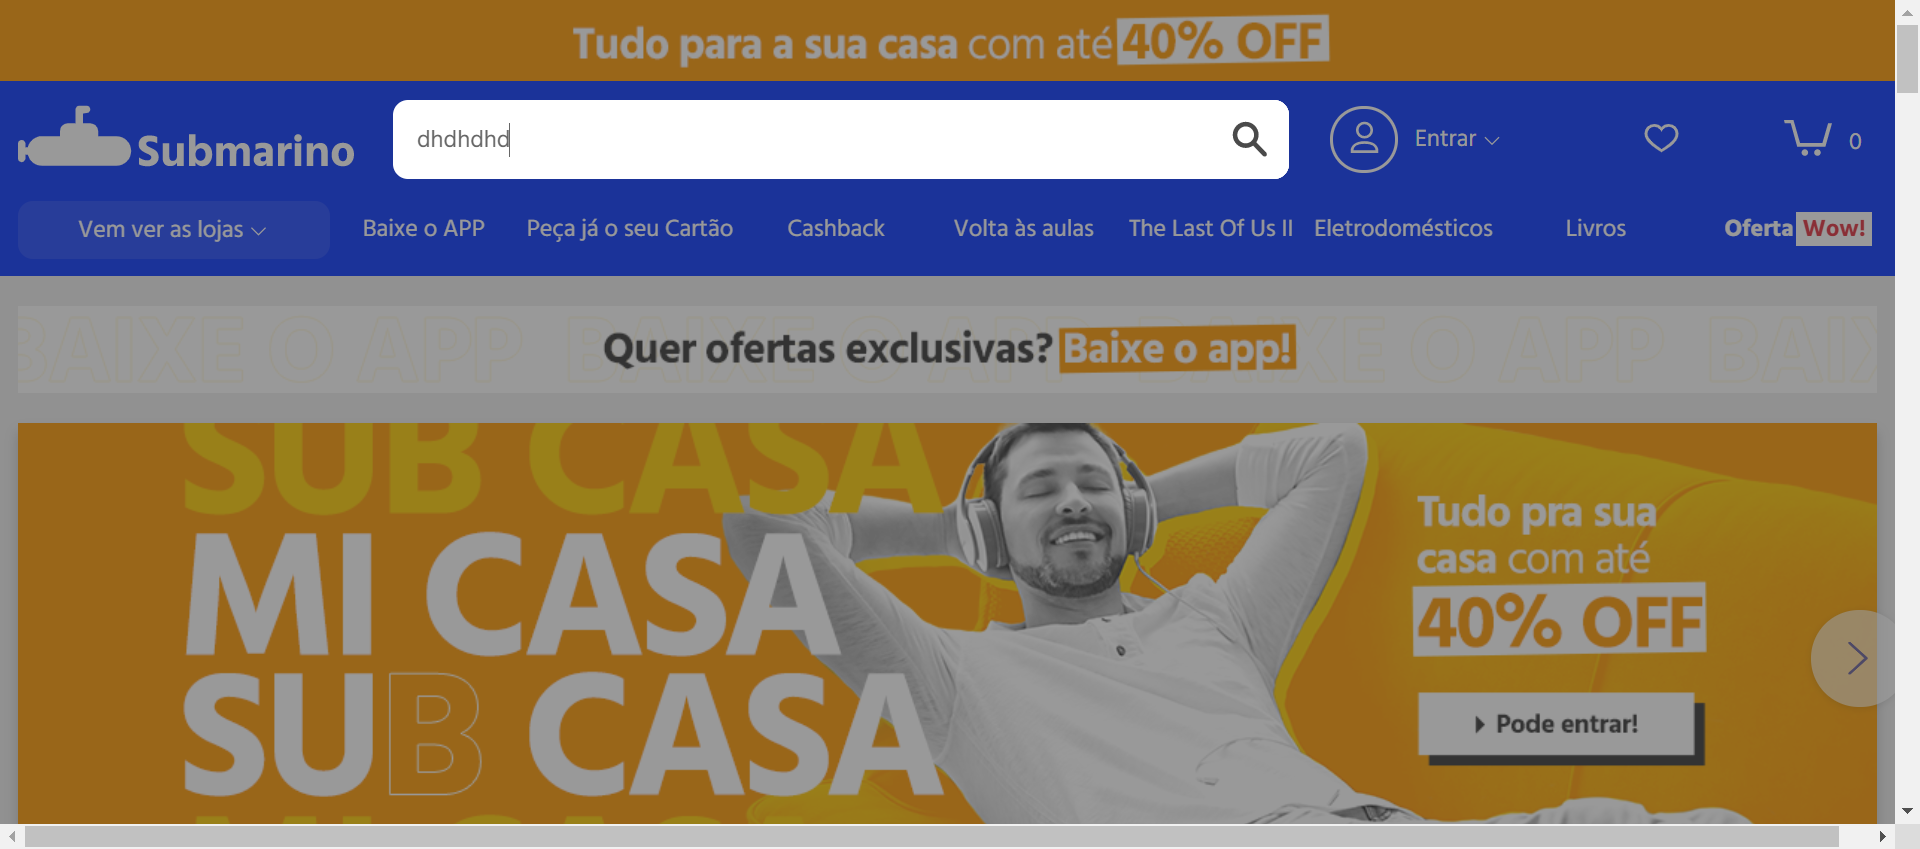 Tudo para a sua casa com até 40% OFF
Submarino
dhdhdhd
Entrar
0
Vem ver as lojas
Baixe o APP
Peça já o seu Cartão
Cashback
Volta às aulas
The Last Of Us II
Eletrodomésticos
Livros
Oferta Wow!
BAIXE O APP BAIXE O APP BAIXE O APP BAIX
Quer ofertas exclusivas? Baixe o app!
SUB CASA
MI CASA
SUB CASA
MI CASA
Tudo pra sua
casa com até
40% OFF
Pode entrar!